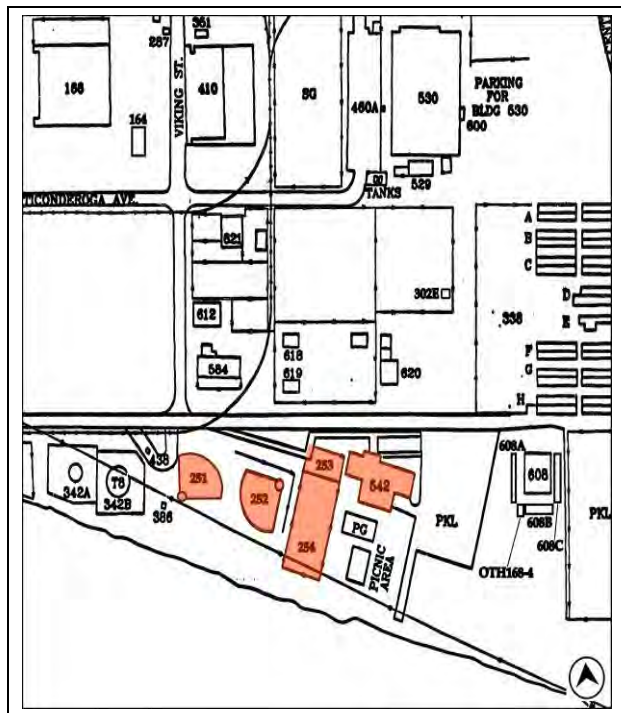 361
287
166
VIKING ST.
410
SG
460A
530
PARKING
FOR
BLDG 530
600
164
529
TANKS
TICONDEROGA AVE.
A
B
C
D
E
F
G
H
621
302E
338
612
618
619
584
620
438
251
252
253
542
254
342A
T6
342B
386
PG
PICNIC
AREA
PKL
608A
608
608B
608C
PKL
OTH168-4